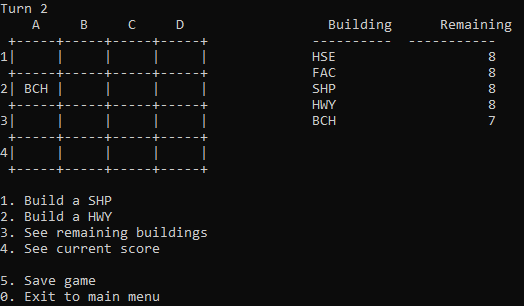 Turn 2
    A     B     C     D               Building      Remaining
 +-----+-----+-----+-----+            ----------  -----------
1|     |     |     |     |            HSE                   8
 +-----+-----+-----+-----+            FAC                   8
2| BCH |     |     |     |            SHP                   8
 +-----+-----+-----+-----+            HWY                   8
3|     |     |     |     |            BCH                   7
 +-----+-----+-----+-----+
4|     |     |     |     |
 +-----+-----+-----+-----+
1. Build a SHP
2. Build a HWY
3. See remaining buildings
4. See current score
5. Save game
0. Exit to main menu